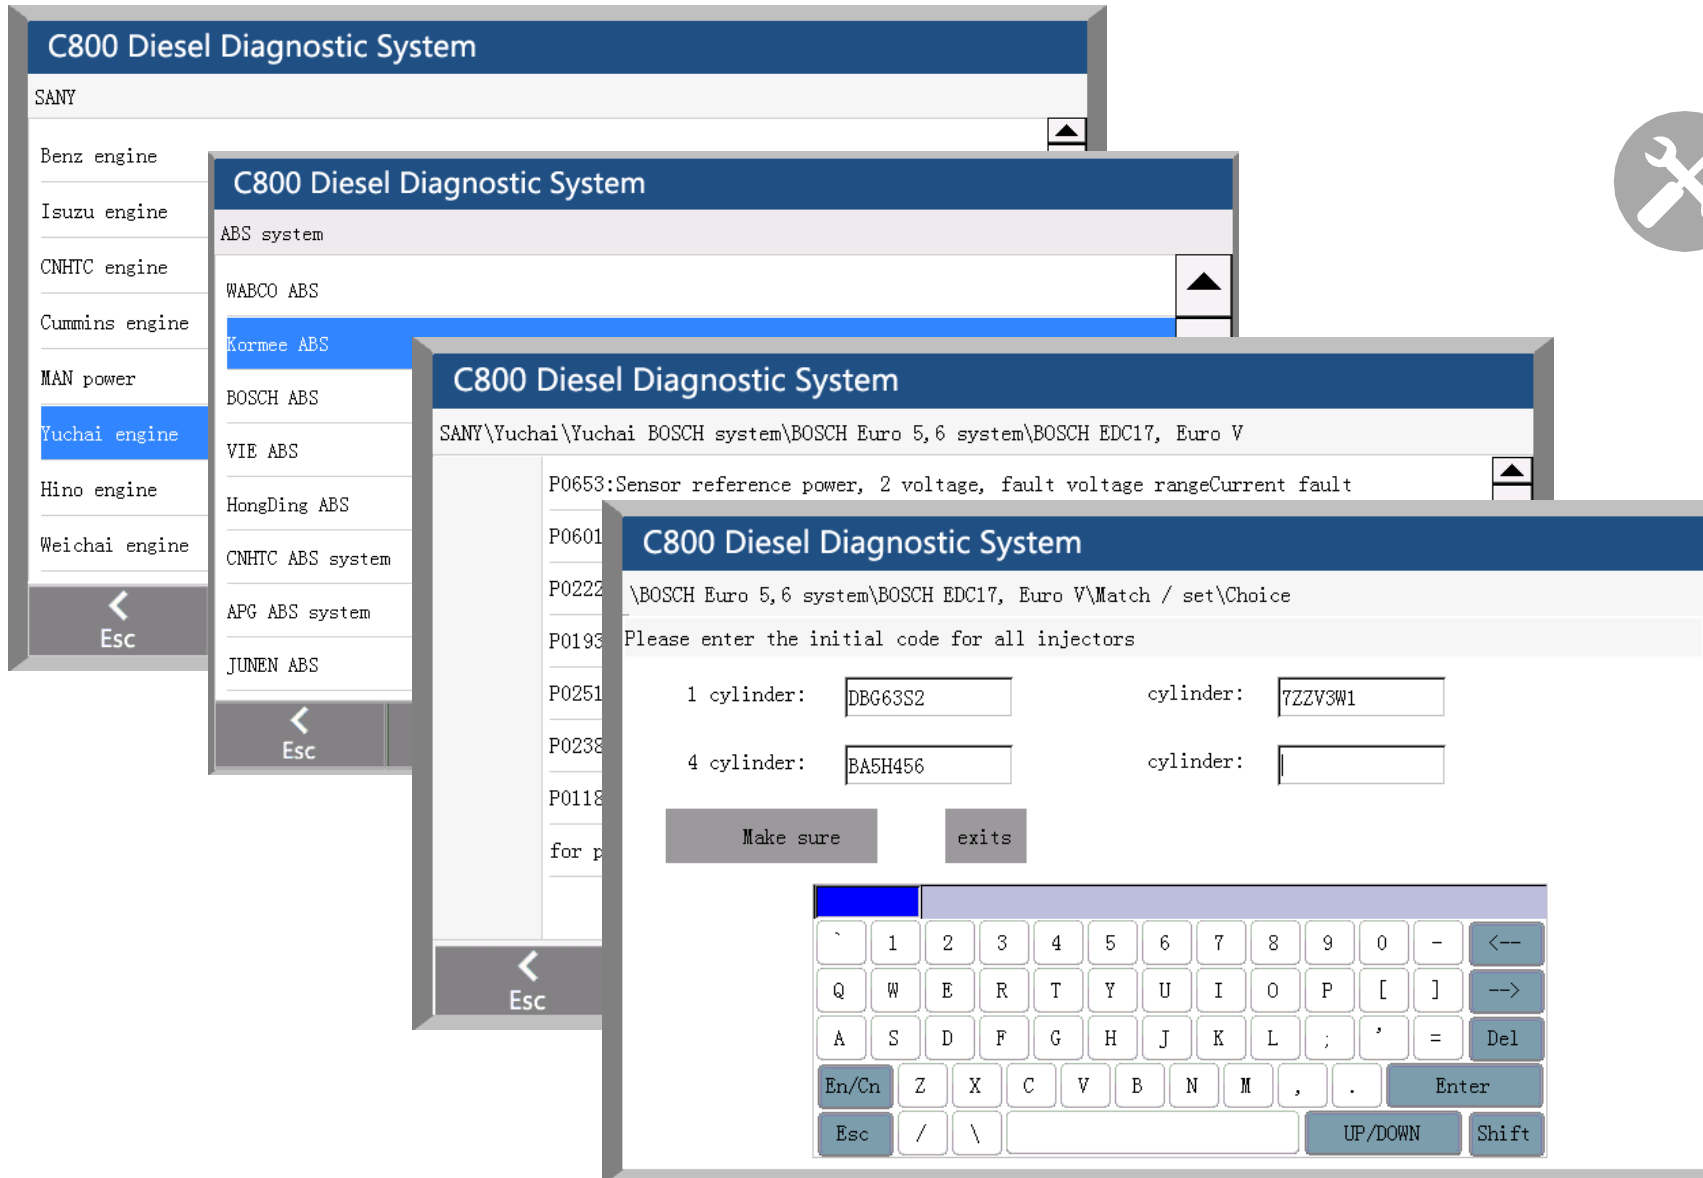 C800 Diesel Diagnostic System
SANY
Benz engine
Isuzu engine
CNHTC engine
Cummins engine
MAN power
Yuchai engine
Hino engine
Weichai engine
Esc
C800 Diesel Diagnostic System
ABS system
WABCO ABS
Kormee ABS
BOSCH ABS
VIE ABS
HongDing ABS
CNHTC ABS system
APG ABS system
JUNEN ABS
Esc
C800 Diesel Diagnostic System
SANY\Yuchai\Yuchai BOSCH system\BOSCH Euro 5,6 system\BOSCH EDC17, Euro V
P0653:Sensor reference power, 2 voltage, fault voltage rangeCurrent fault
P0601
P0222
P0193
P0251
P0238
P0118
for p
Esc
C800 Diesel Diagnostic System
\BOSCH Euro 5,6 system\BOSCH EDC17, Euro V\Match / set\Choice
Please enter the initial code for all injectors
1 cylinder: DBG63S2 cylinder: 7ZZV3W1
4 cylinder: BA5H456 cylinder:
Make sure exits
` 1 2 3 4 5 6 7 8 9 0 - <--
Q W E R T Y U I O P [ ] -->
A S D F G H J K L ; ' = Del
En/Cn Z X C V B N M , . Enter
Esc / \ UP/DOWN Shift